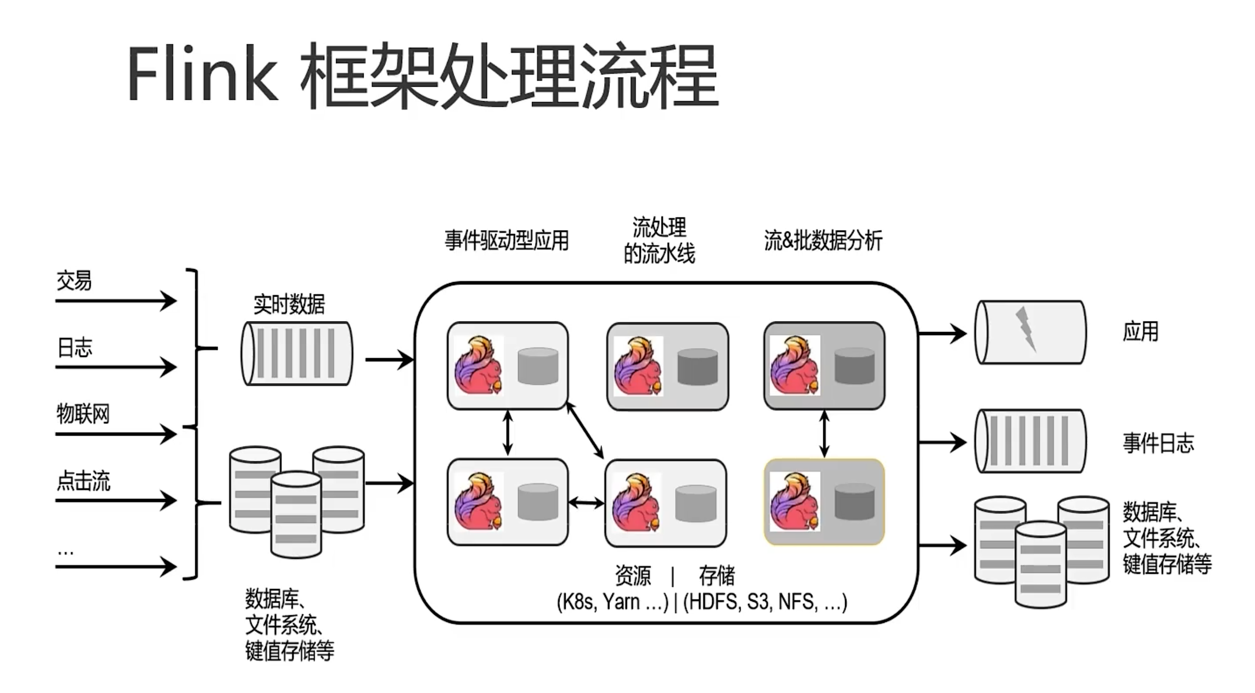 Flink 框架处理流程
事件驱动型应用
流处理
的流水线
流&批数据分析
交易
日志
物联网
点击流
...
实时数据
数据库、
文件系统、
键值存储等
资源 | 存储
(K8s, Yarn ...) | (HDFS, S3, NFS, ...)
应用
事件日志
数据库、
文件系统、
键值存储等